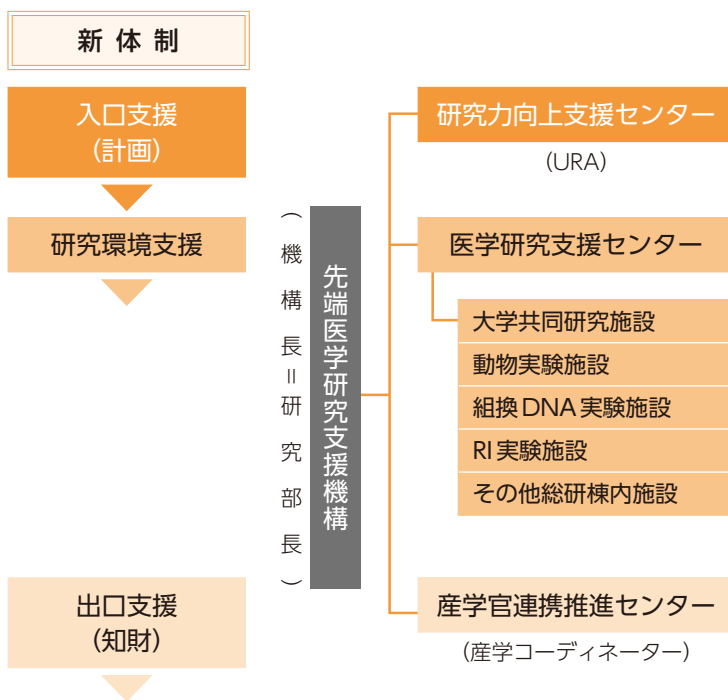 新体制
入口支援
(計画)
研究環境支援
出口支援
(知財)
(機構長=研究部長)
先端医学研究支援機構
研究力向上支援センター
(URA)
医学研究支援センター
大学共同研究施設
動物実験施設
組換DNA実験施設
RI実験施設
その他総研棟内施設
産学官連携推進センター
(産学コーディネーター)